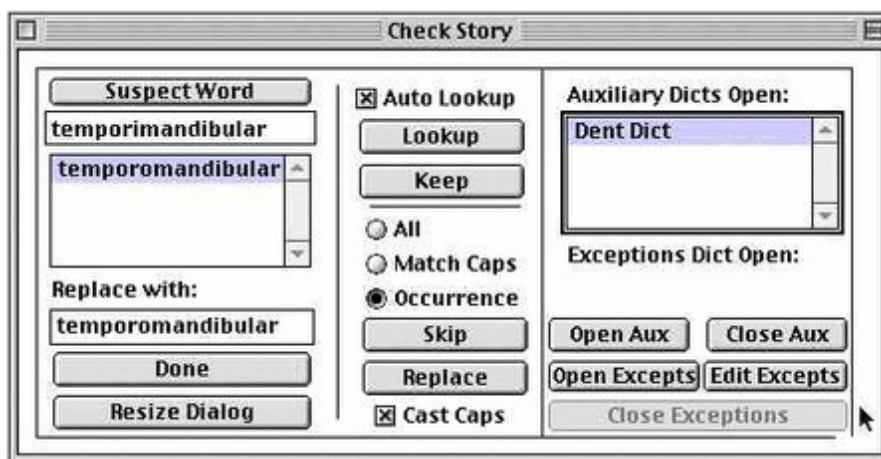 Check Story
Suspect Word
temporimandibular
temporomandibular
Replace with:
temporomandibular
Done
Resize Dialog
Auto Lookup
Lookup
Keep
All
Match Caps
Occurrence
Skip
Replace
Cast Caps
Auxiliary Dicts Open:
Dent Dict
Exceptions Dict Open:
Open Aux Close Aux
Open Excepts Edit Excepts
Close Exceptions